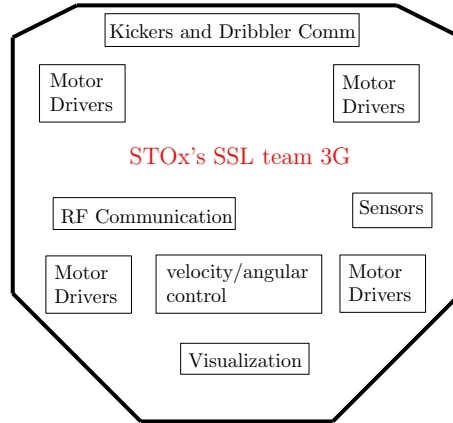 Kickers and Dribbler Comm
Motor
Drivers
Motor
Drivers
STOx's SSL team 3G
RF Communication
Sensors
Motor
Drivers
velocity/angular
control
Motor
Drivers
Visualization